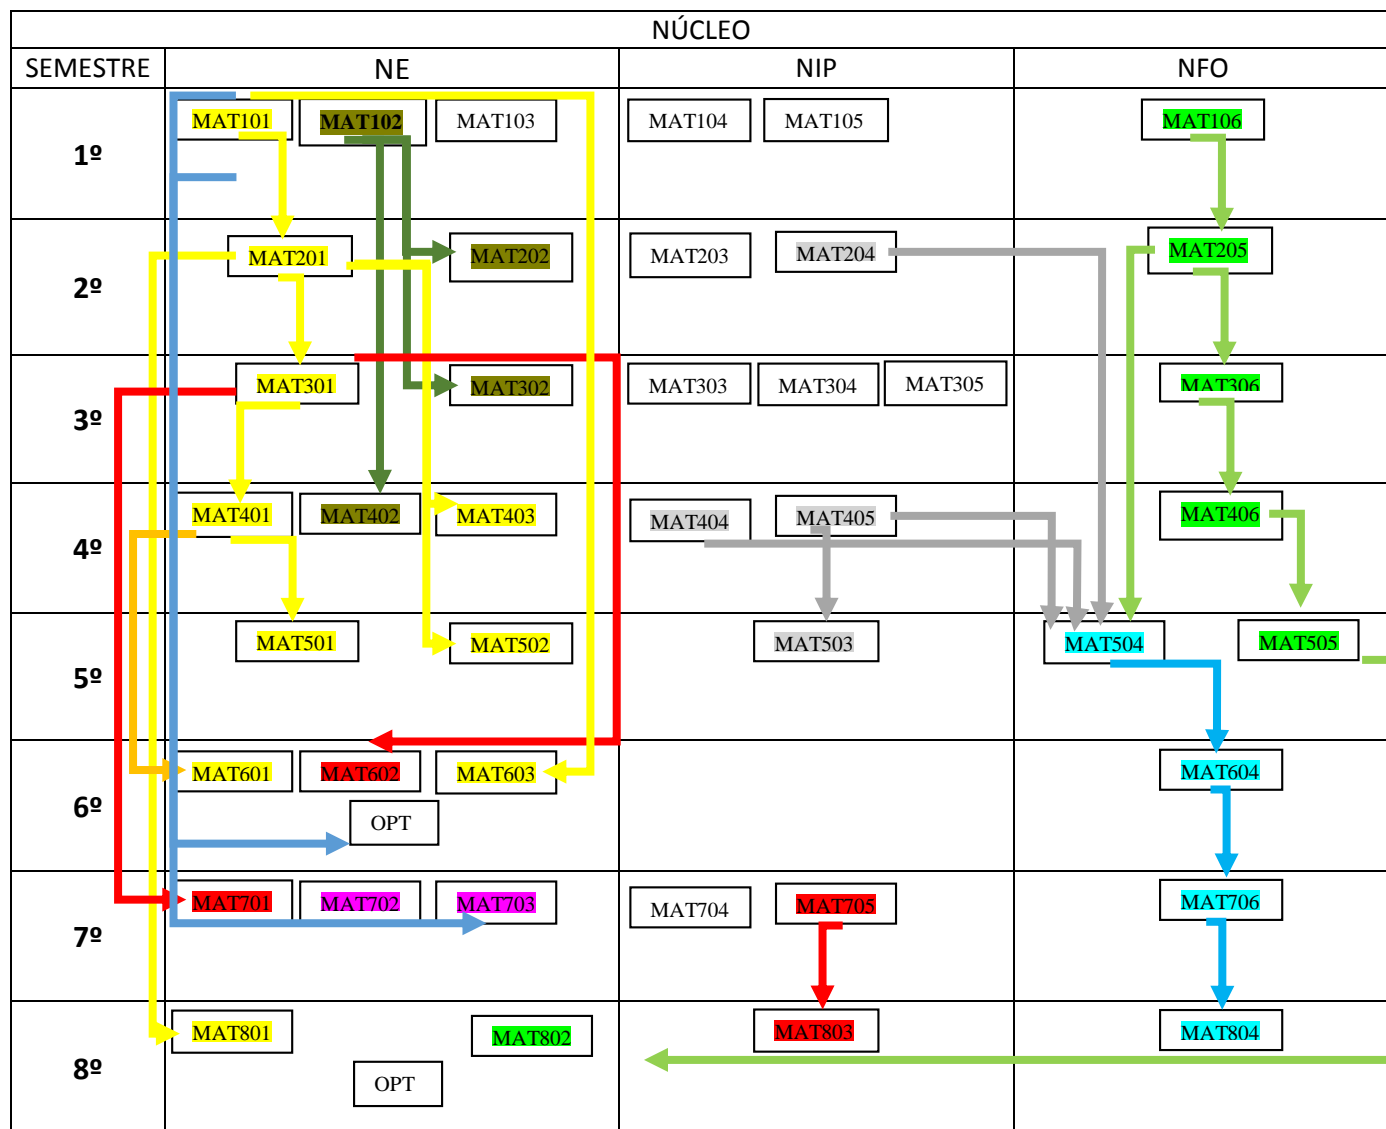 NÚCLEO
SEMESTRE NE NIP NFO
1º MAT101 MAT102 MAT103 MAT104 MAT105 MAT106
2º MAT201 MAT202 MAT203 MAT204 MAT205
3º MAT301 MAT302 MAT303 MAT304 MAT305 MAT306
4º MAT401 MAT402 MAT403 MAT404 MAT405 MAT406
5º MAT501 MAT502 MAT503 MAT504 MAT505
6º MAT601 MAT602 MAT603 MAT604
OPT
7º MAT701 MAT702 MAT703 MAT704 MAT705 MAT706
8º MAT801 MAT802 MAT803 MAT804
OPT